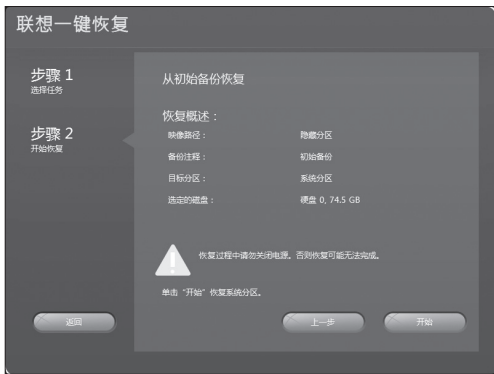 联想一键恢复
步骤 1
选择任务
步骤 2
开始恢复
从初始备份恢复
恢复概述：
映像路径： 隐藏分区
备份注程： 初始备份
目标分区： 系统分区
选定的磁盘： 硬盘 0, 74.5 GB
恢复过程中请勿关闭电源。否则恢复可能无法完成。
单击“开始”恢复系统分区。
返回 上一步 开始